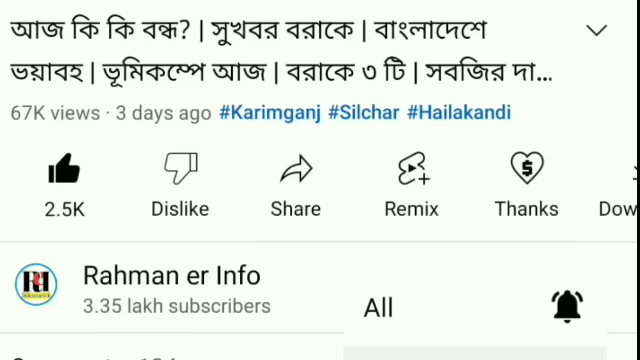 আজ কি কি বন্ধ? | সুখবর বরাকে | বাংলাদেশে
ভয়াবহ | ভূমিকম্পে আজ | বরাকে ৩ টি | সবজির দা...
67K views · 3 days ago #Karimganj #Silchar #Hailakandi
2.5K Dislike Share Remix Thanks Dow
Rahman er Info
3.35 lakh subscribers
All